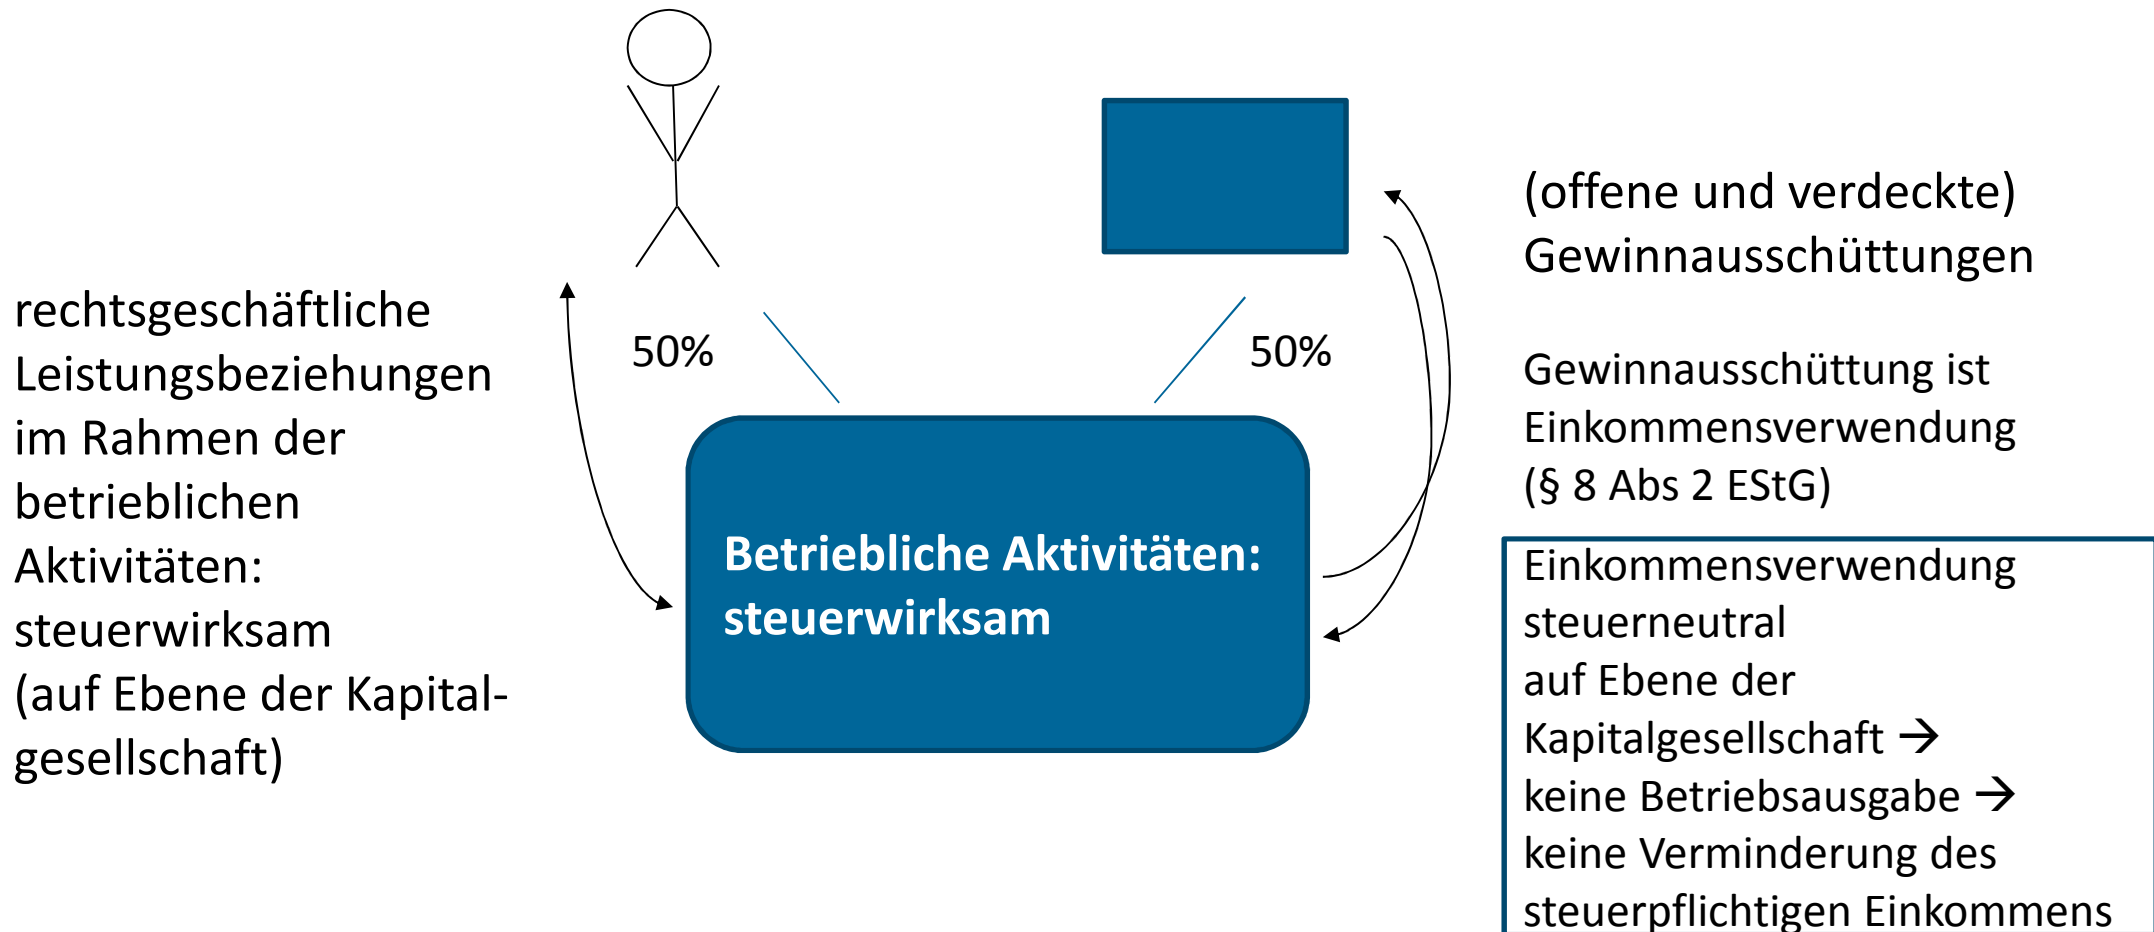 rechtsgeschäftliche
Leistungsbeziehungen
im Rahmen der
betrieblichen
Aktivitäten:
steuerwirksam
(auf Ebene der Kapital-
gesellschaft)
50%
50%
Betriebliche Aktivitäten:
steuerwirksam
(offene und verdeckte)
Gewinnausschüttungen
Gewinnausschüttung ist
Einkommensverwendung
(§ 8 Abs 2 EStG)
Einkommensverwendung
steuerneutral
auf Ebene der
Kapitalgesellschaft →
keine Betriebsausgabe →
keine Verminderung des
steuerpflichtigen Einkommens